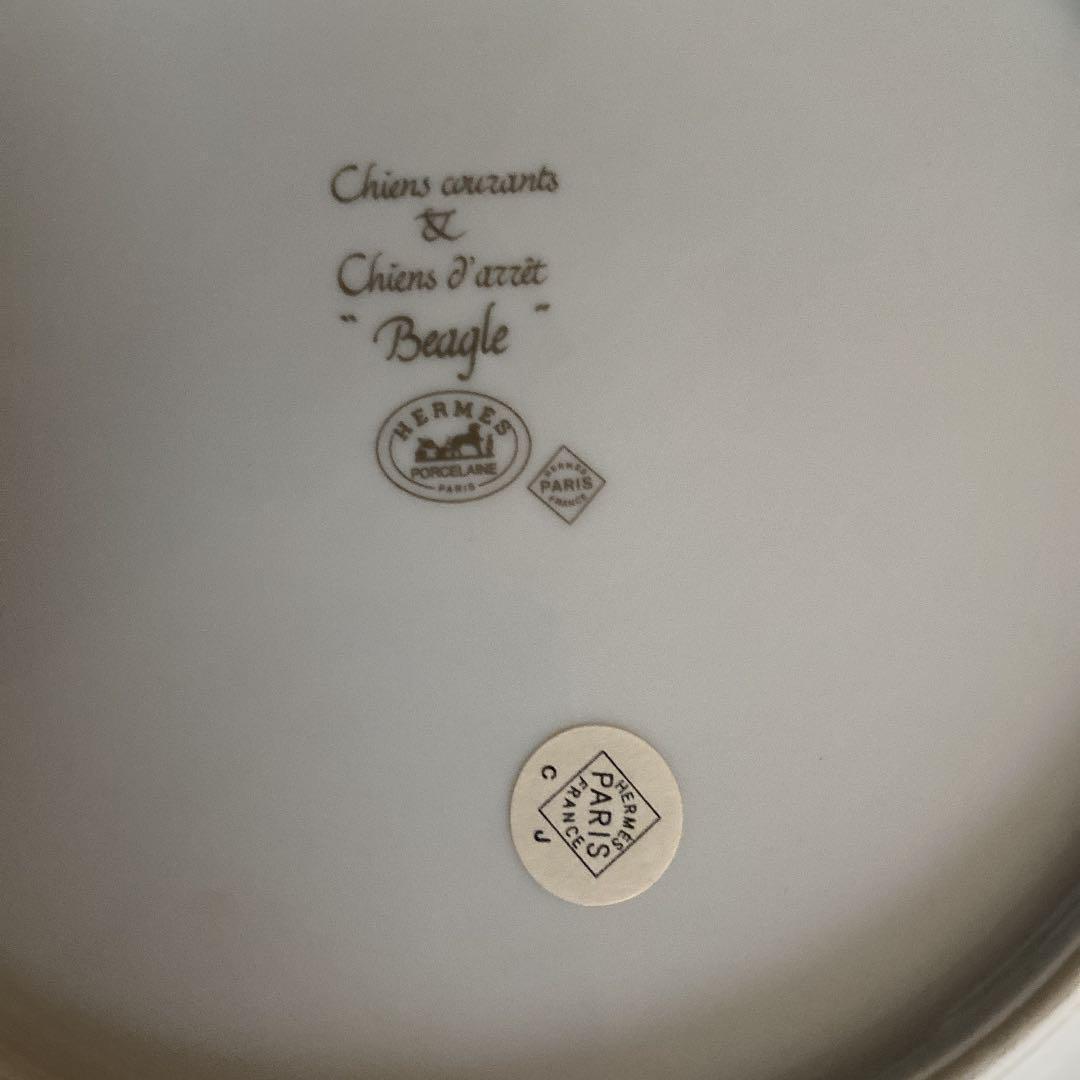 Chiens courants
&
Chiens d'arrêt
"Beagle"
HERMES
PORCELAINE
PARIS
HERMES
PARIS
FRANCE
HERMES
PARIS
FRANCE
C J